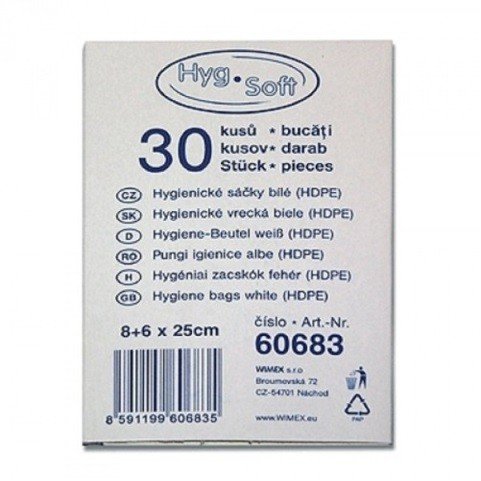 Hyg • Soft
30
kusů • bucăți
kusov • darab
Stück • pieces
CZ Hygienické sáčky bílé (HDPE)
SK Hygienické vrecká biele (HDPE)
D Hygiene-Beutel weiß (HDPE)
RO Pungi igienice albe (HDPE)
H Hygéniai zacskók fehér (HDPE)
GB Hygiene bags white (HDPE)
8+6 x 25cm
číslo • Art.-Nr.
60683
WIMEX s.r.o
Broumovská 72
CZ-54701 Náchod
www.WIMEX.eu
PAP
8 591199 606835